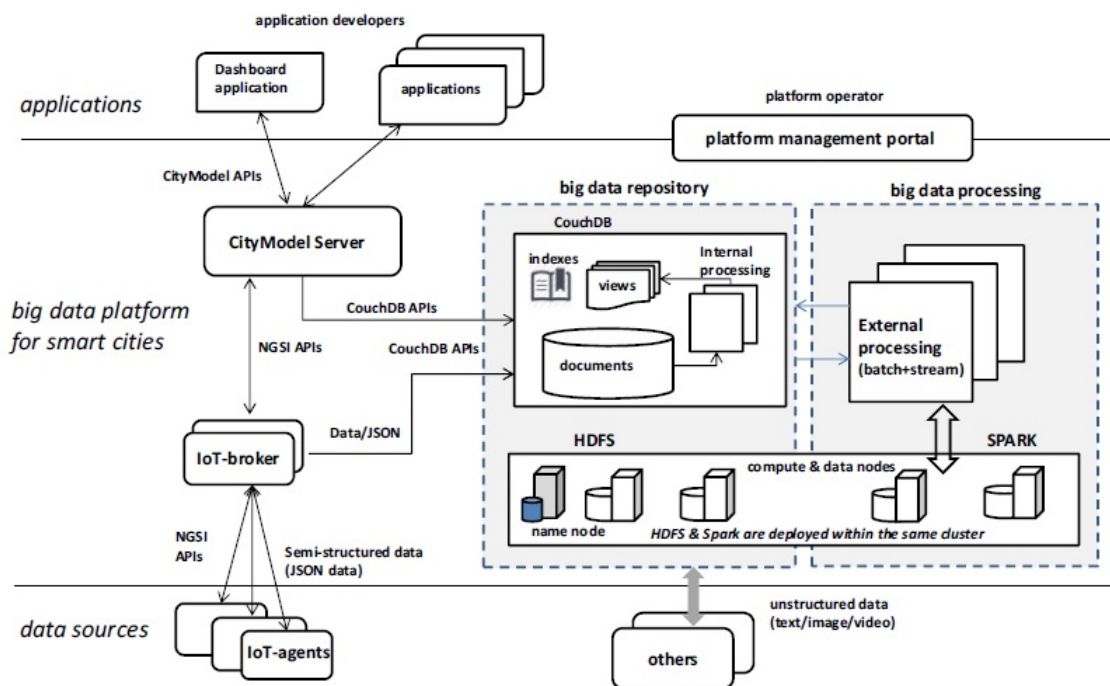 application developers
Dashboard
application
applications
applications
platform operator
platform management portal
CityModel APIs
big data repository
big data processing
CityModel Server
CouchDB
indexes
views
Internal
processing
big data platform
for smart cities
CouchDB APIs
NGSI APIs
CouchDB APIs
documents
External
processing
(batch+stream)
Data/JSON
IoT-broker
HDFS
SPARK
compute & data nodes
name node
HDFS & Spark are deployed within the same cluster
NGSI
APIs
Semi-structured data
(JSON data)
data sources
IoT-agents
unstructured data
(text/image/video)
others